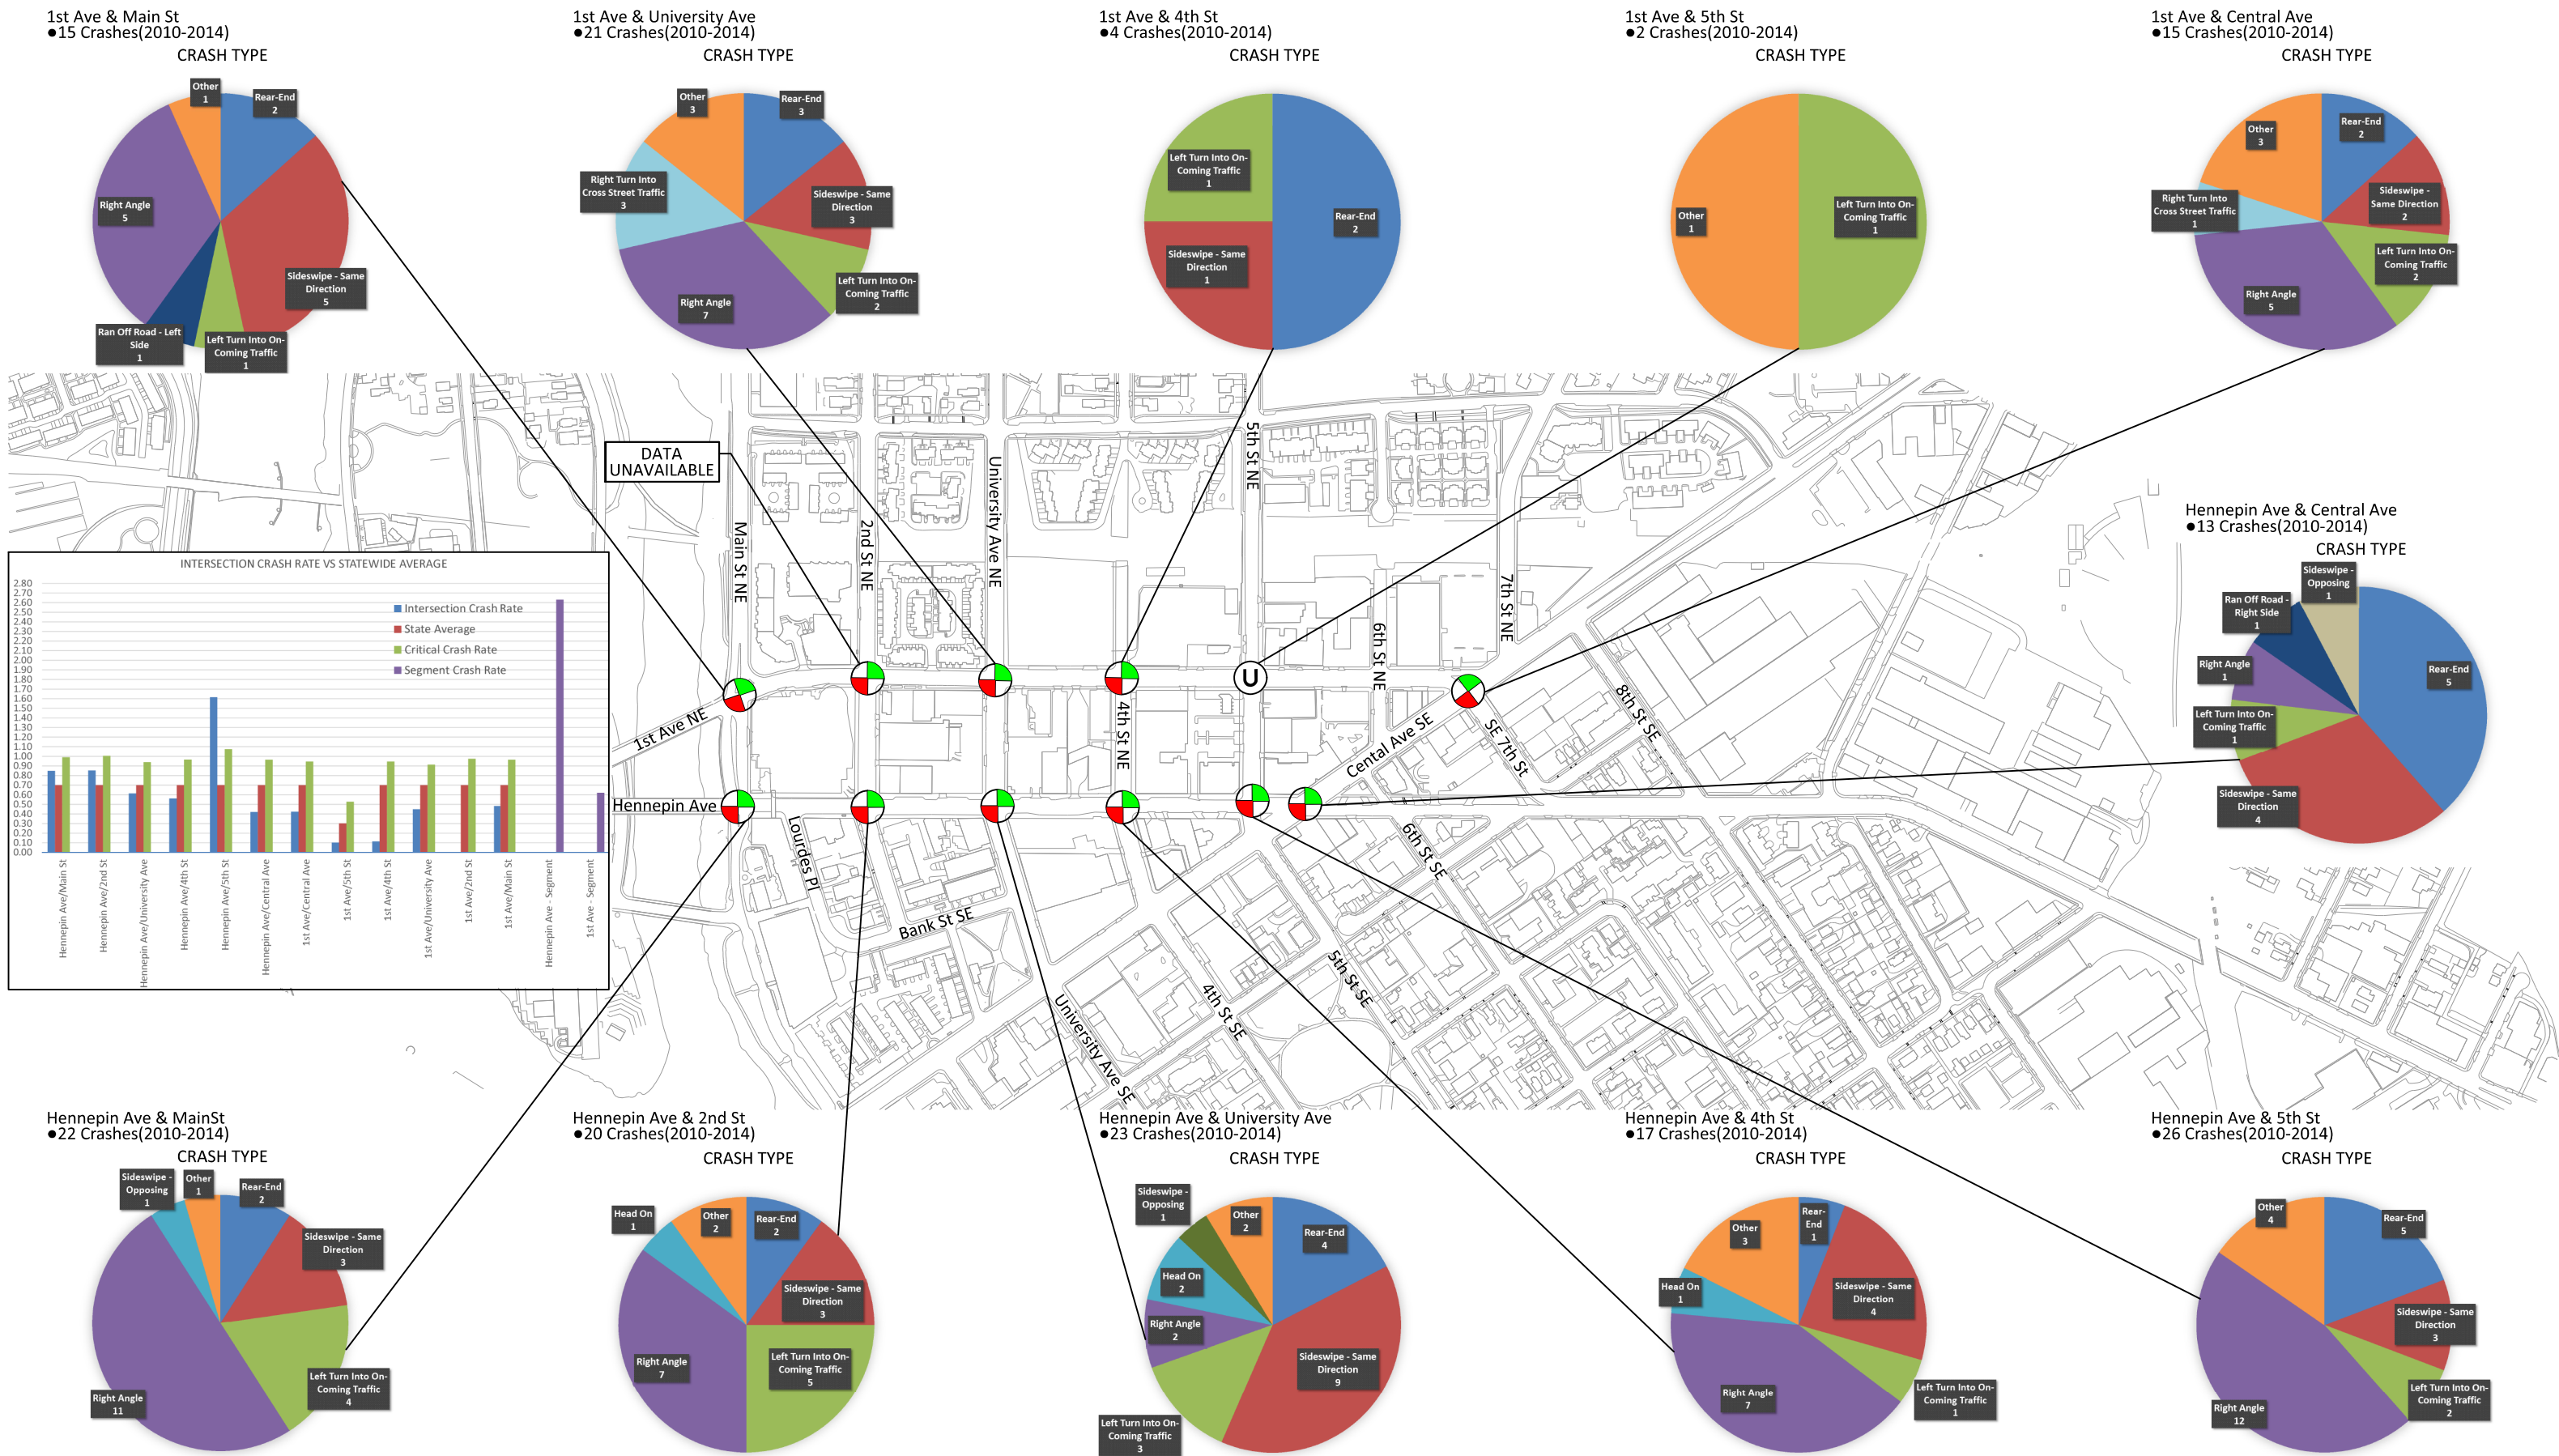 1st Ave & Main St
●15 Crashes(2010-2014)
CRASH TYPE
Other
1
Rear-End
2
Right Angle
5
Sideswipe - Same
Direction
5
Ran Off Road - Left
Side
1
Left Turn Into On-
Coming Traffic
1
1st Ave & University Ave
●21 Crashes(2010-2014)
CRASH TYPE
Other
3
Rear-End
3
Right Turn Into
Cross Street Traffic
3
Sideswipe - Same
Direction
3
Left Turn Into On-
Coming Traffic
2
Right Angle
7
1st Ave & 4th St
●4 Crashes(2010-2014)
CRASH TYPE
Left Turn Into On-
Coming Traffic
1
Rear-End
2
Sideswipe - Same
Direction
1
1st Ave & 5th St
●2 Crashes(2010-2014)
CRASH TYPE
Other
1
Left Turn Into On-
Coming Traffic
1
1st Ave & Central Ave
●15 Crashes(2010-2014)
CRASH TYPE
Other
3
Rear-End
2
Right Turn Into
Cross Street Traffic
1
Sideswipe -
Same Direction
2
Left Turn Into On-
Coming Traffic
2
Right Angle
5
DATA
UNAVAILABLE
Main St NE
2nd St NE
University Ave NE
5th St NE
4th St NE
6th St NE
7th St NE
8th St SE
SE 7th St
Cental Ave SE
1st Ave NE
Hennepin Ave
Lourdes Pl
Bank St SE
University Ave SE
4th St SE
5th St SE
6th St SE
U
INTERSECTION CRASH RATE VS STATEWIDE AVERAGE
2.80
2.70
2.60
2.50
2.40
2.30
2.20
2.10
2.00
1.90
1.80
1.70
1.60
1.50
1.40
1.30
1.20
1.10
1.00
0.90
0.80
0.70
0.60
0.50
0.40
0.30
0.20
0.10
0.00
Intersection Crash Rate
State Average
Critical Crash Rate
Segment Crash Rate
Hennepin Ave/Main St
Hennepin Ave/2nd St
Hennepin Ave/University Ave
Hennepin Ave/4th St
Hennepin Ave/5th St
Hennepin Ave/Central Ave
1st Ave/Central Ave
1st Ave/5th St
1st Ave/4th St
1st Ave/University Ave
1st Ave/2nd St
1st Ave/Main St
Hennepin Ave - Segment
1st Ave - Segment
Hennepin Ave & Central Ave
●13 Crashes(2010-2014)
CRASH TYPE
Sideswipe -
Opposing
1
Ran Off Road -
Right Side
1
Right Angle
1
Rear-End
5
Left Turn Into On-
Coming Traffic
1
Sideswipe - Same
Direction
4
Hennepin Ave & MainSt
●22 Crashes(2010-2014)
CRASH TYPE
Sideswipe -
Opposing
1
Other
1
Rear-End
2
Sideswipe - Same
Direction
3
Left Turn Into On-
Coming Traffic
4
Right Angle
11
Hennepin Ave & 2nd St
●20 Crashes(2010-2014)
CRASH TYPE
Head On
1
Other
2
Rear-End
2
Sideswipe - Same
Direction
3
Right Angle
7
Left Turn Into On-
Coming Traffic
5
Hennepin Ave & University Ave
●23 Crashes(2010-2014)
CRASH TYPE
Sideswipe -
Opposing
1
Other
2
Rear-End
4
Head On
2
Right Angle
2
Sideswipe - Same
Direction
9
Left Turn Into On-
Coming Traffic
3
Hennepin Ave & 4th St
●17 Crashes(2010-2014)
CRASH TYPE
Other
3
Rear-
End
1
Head On
1
Sideswipe - Same
Direction
4
Right Angle
7
Left Turn Into On-
Coming Traffic
1
Hennepin Ave & 5th St
●26 Crashes(2010-2014)
CRASH TYPE
Other
4
Rear-End
5
Sideswipe - Same
Direction
3
Left Turn Into On-
Coming Traffic
2
Right Angle
12